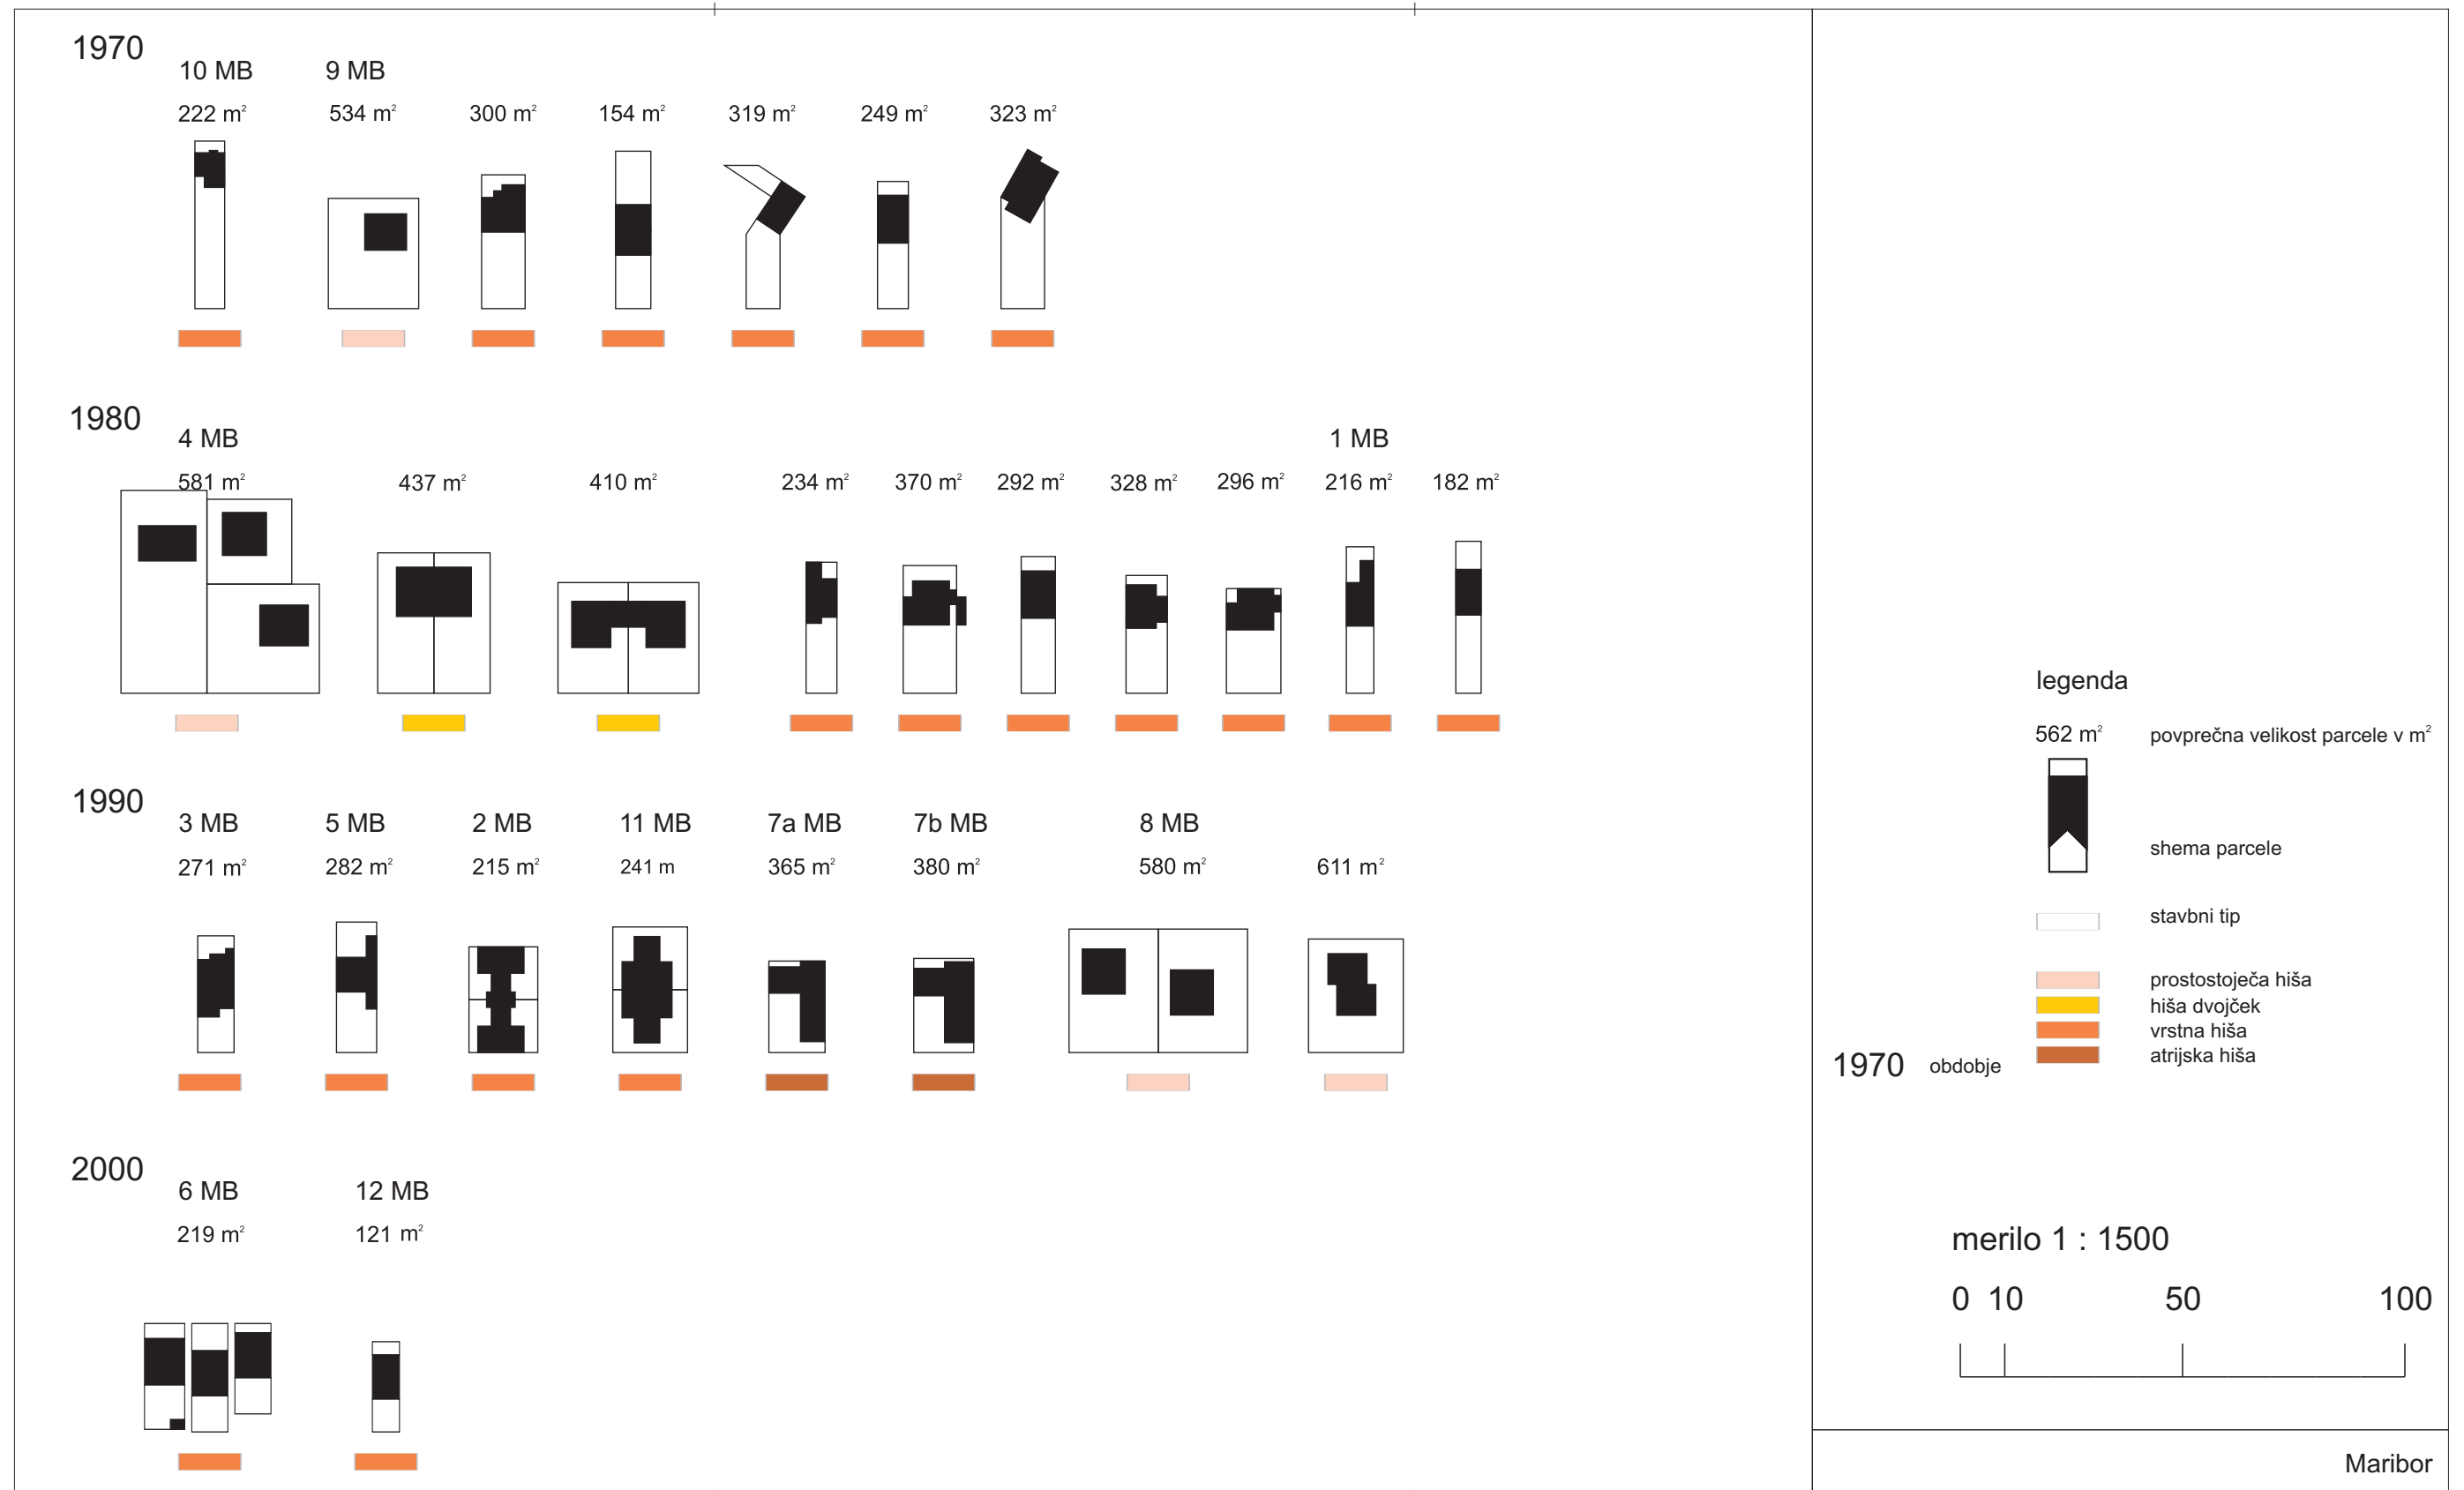 1970
10 MB 9 MB
222 m² 534 m² 300 m² 154 m² 319 m² 249 m² 323 m²
1980
4 MB 1 MB
581 m² 437 m² 410 m² 234 m² 370 m² 292 m² 328 m² 296 m² 216 m² 182 m²
1990
3 MB 5 MB 2 MB 11 MB 7a MB 7b MB 8 MB
271 m² 282 m² 215 m² 241 m 365 m² 380 m² 580 m² 611 m²
2000
6 MB 12 MB
219 m² 121 m²
legenda
562 m² povprečna velikost parcele v m²
shema parcele
stavbni tip
prostostoječa hiša
hiša dvojček
vrstna hiša
atrijska hiša
1970 obdobje
merilo 1 : 1500
0 10 50 100
Maribor